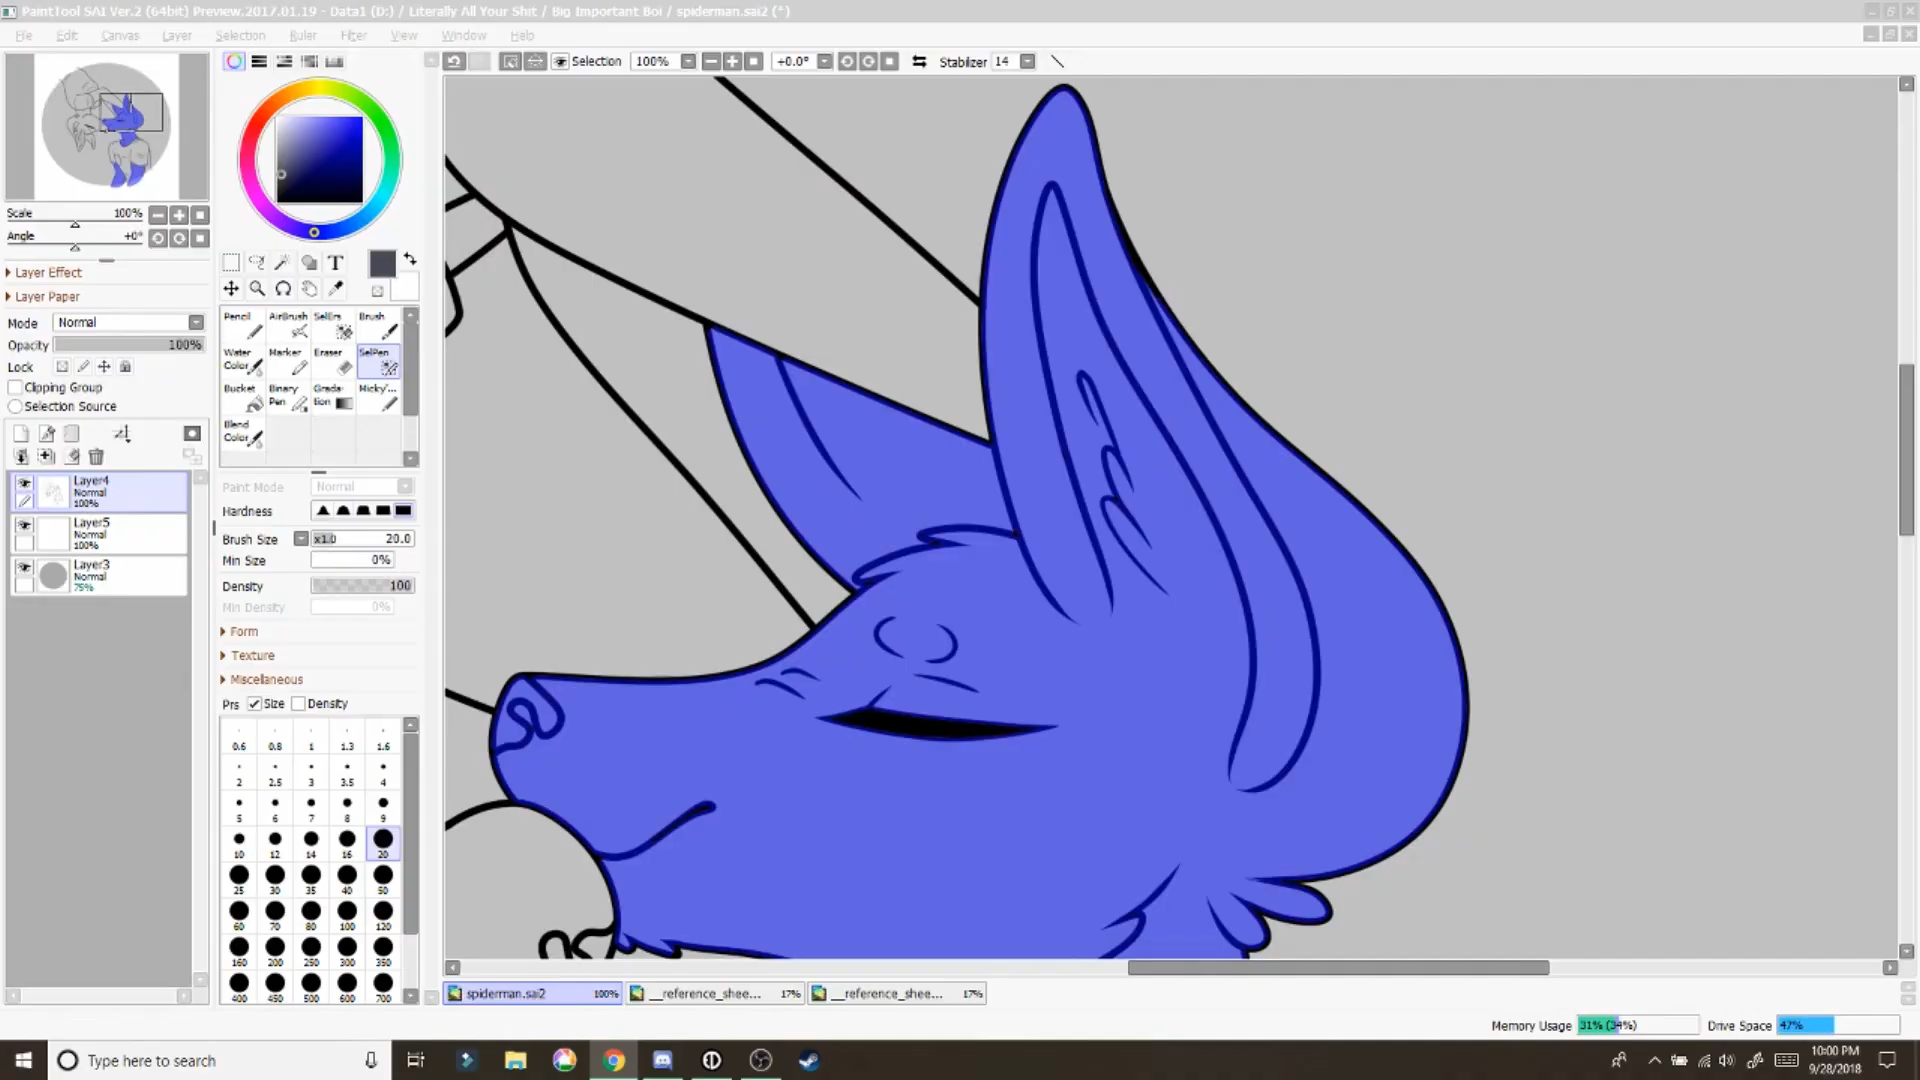 PaintTool SAI Ver.2 (64bit) Preview.2017.01.19 - Data1 (D:) / Literally All Your Shit / Big Important Boi / spiderman.sai2 (*)
File Edit Canvas Layer Selection Ruler Filter View Window Help
Selection 100% +0.0° Stabilizer 14
Scale 100%
Angle +0°
Layer Effect
Layer Paper
Mode Normal
Opacity 100%
Lock
Clipping Group
Selection Source
Layer4
Normal
100%
Layer5
Normal
100%
Layer3
Normal
75%
T
Pencil AirBrush SelErs Brush
Water Color Marker Eraser SelPen
Bucket Binary Pen Grada-tion Micky'...
Blend Color
Paint Mode Normal
Hardness
Brush Size x1.0 20.0
Min Size 0%
Density 100
Min Density 0%
Form
Texture
Miscellaneous
Prs Size Density
0.6 0.8 1 1.3 1.6
2 2.5 3 3.5 4
5 6 7 8 9
10 12 14 16 20
25 30 35 40 50
60 70 80 100 120
160 200 250 300 350
400 450 500 600 700
spiderman.sai2 100% __reference_shee... 17% __reference_shee... 17%
Memory Usage 31% (34%) Drive Space 47%
Type here to search
10:00 PM
9/28/2018